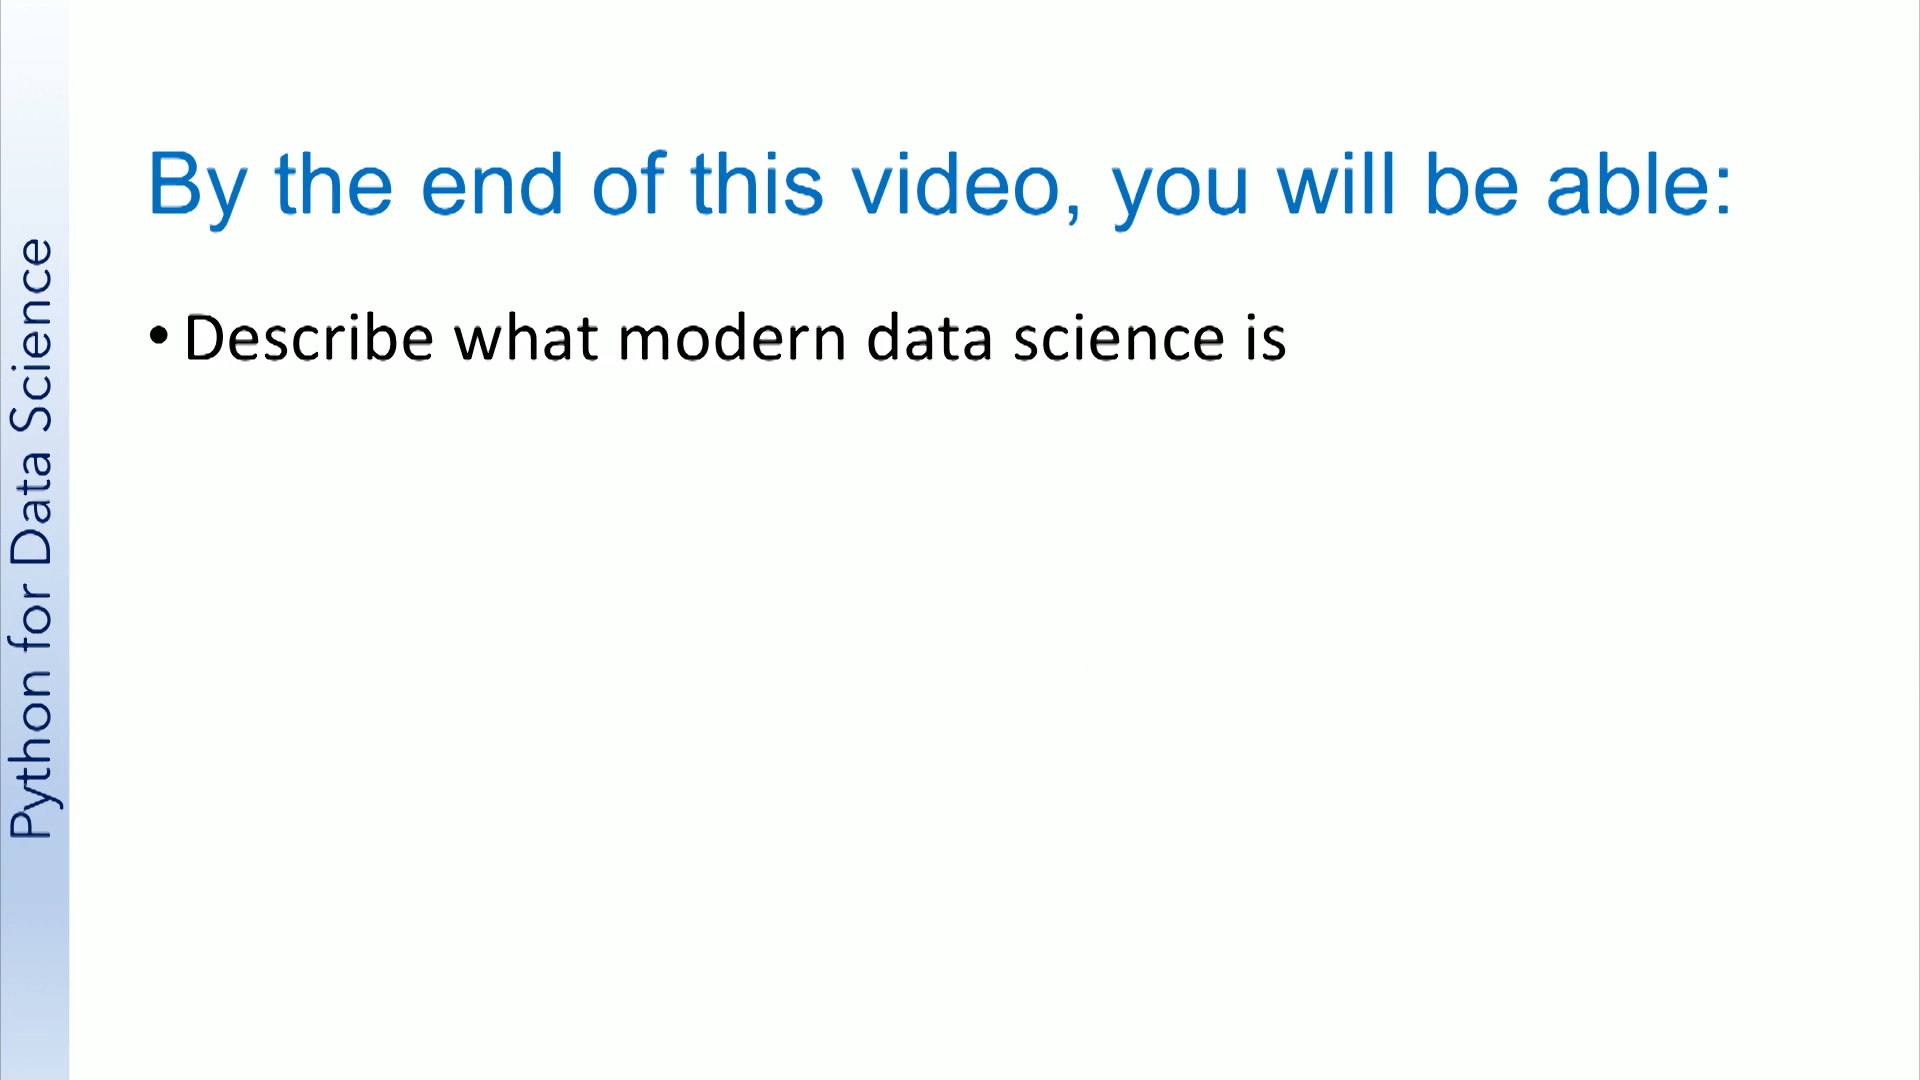 By the end of this video, you will be able:
• Describe what modern data science is
Python for Data Science